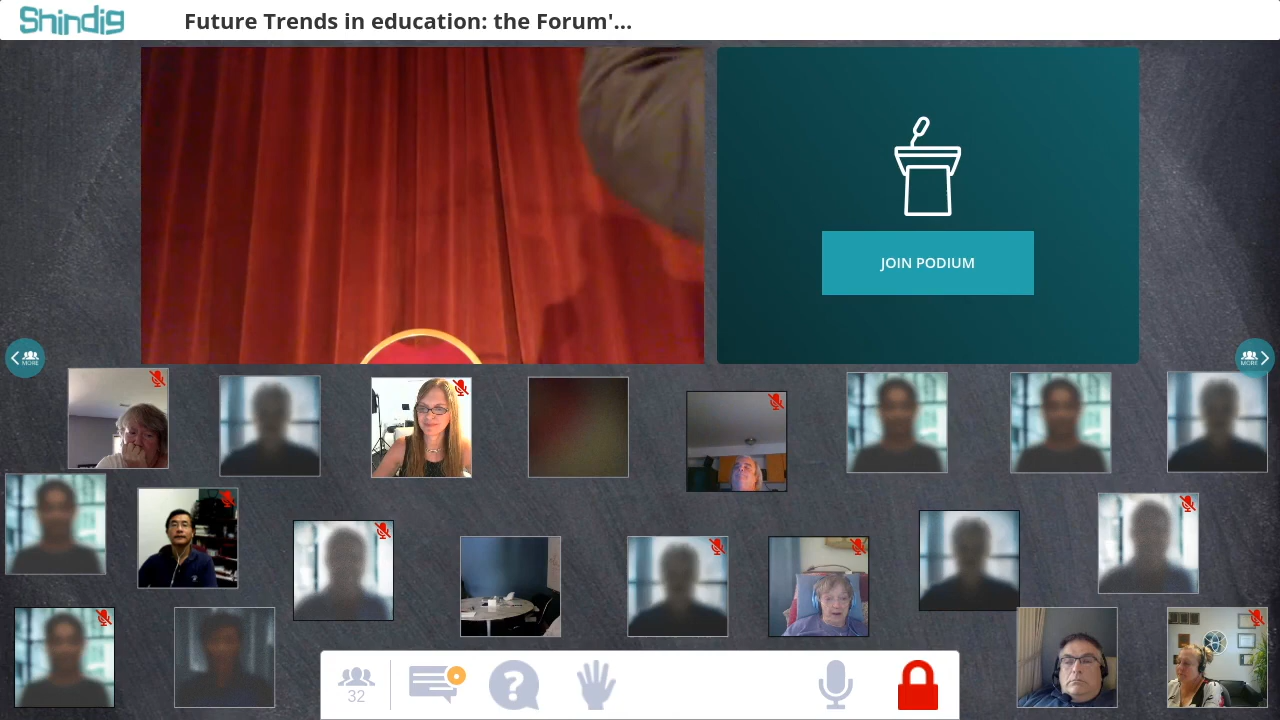 Shindig
Future Trends in education: the Forum'...
JOIN PODIUM
MORE
MORE
32